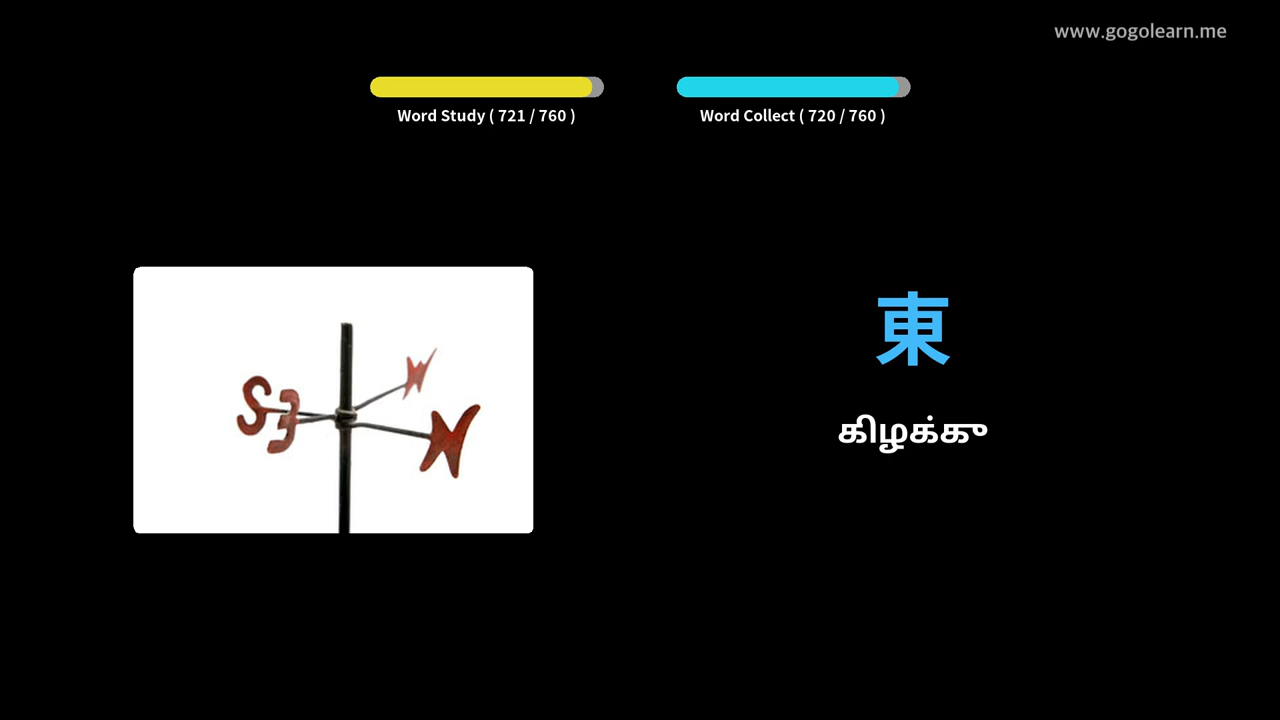 www.gogolearn.me
Word Study ( 721 / 760 )
Word Collect ( 720 / 760 )
東
கிழக்கு
S
E
N